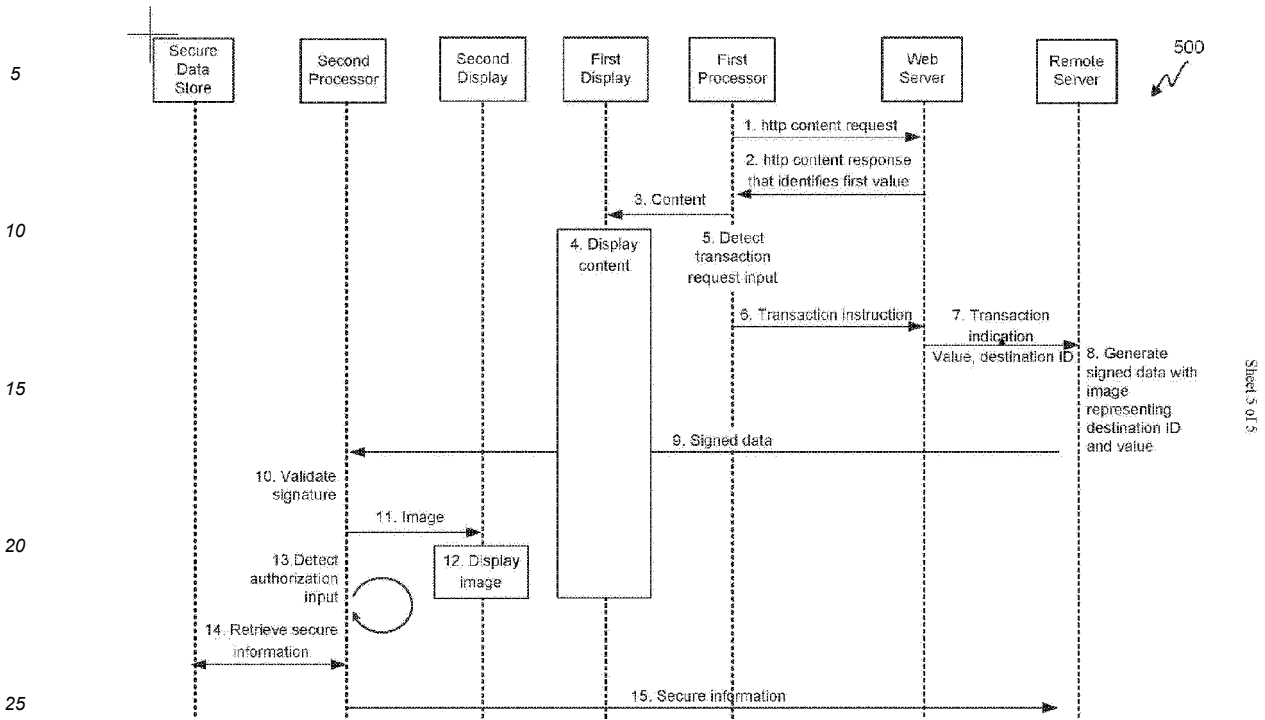 5
Secure
Data
Store
Second
Processor
Second
Display
First
Display
First
Processor
Web
Server
Remote
Server
500
1. http content request
2. http content response
that identifies first value
3. Content
10
4. Display
content
5. Detect
transaction
request input
6. Transaction instruction
7. Transaction
indication
Value, destination ID
8. Generate
signed data with
image
representing
destination ID
and value
15
Sheet 5 of 5
9. Signed data
10. Validate
signature
11. Image
20
12. Display
image
13.Detect
authorization
input
14. Retrieve secure
information
15. Secure information
25